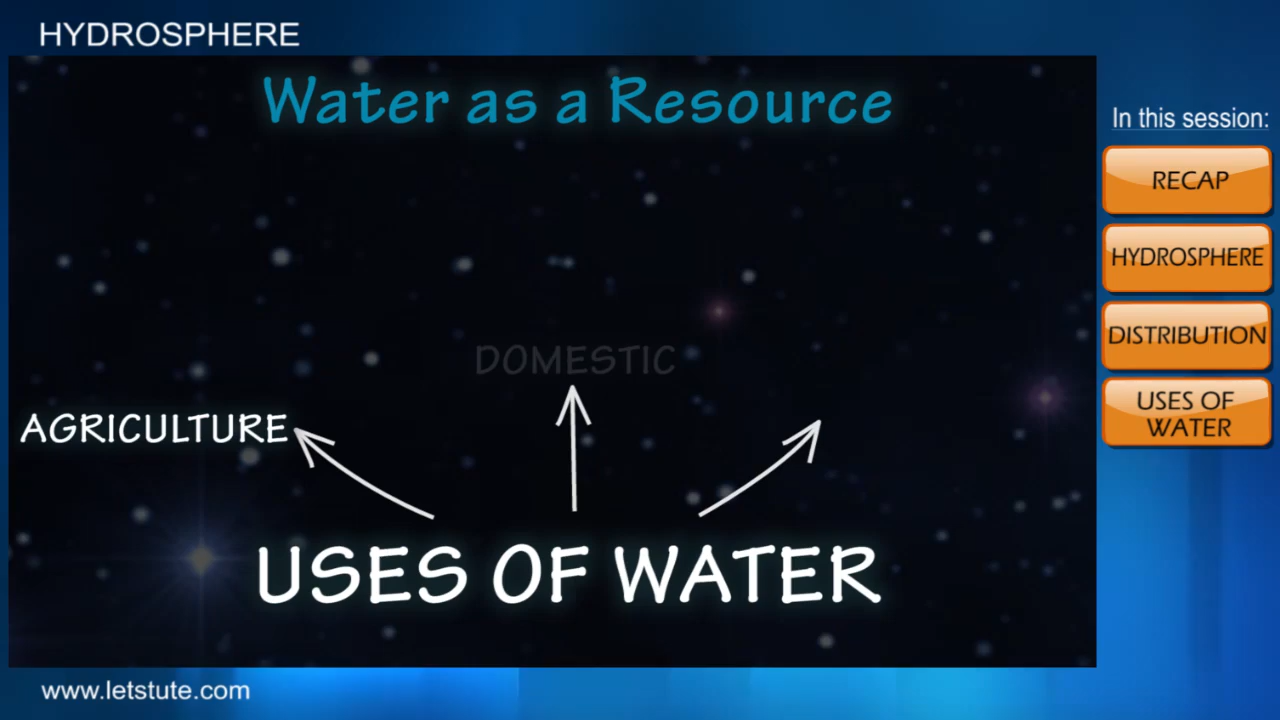 HYDROSPHERE
Water as a Resource
In this session:
RECAP
HYDROSPHERE
DISTRIBUTION
USES OF
WATER
DOMESTIC
AGRICULTURE
USES OF WATER
www.letstute.com